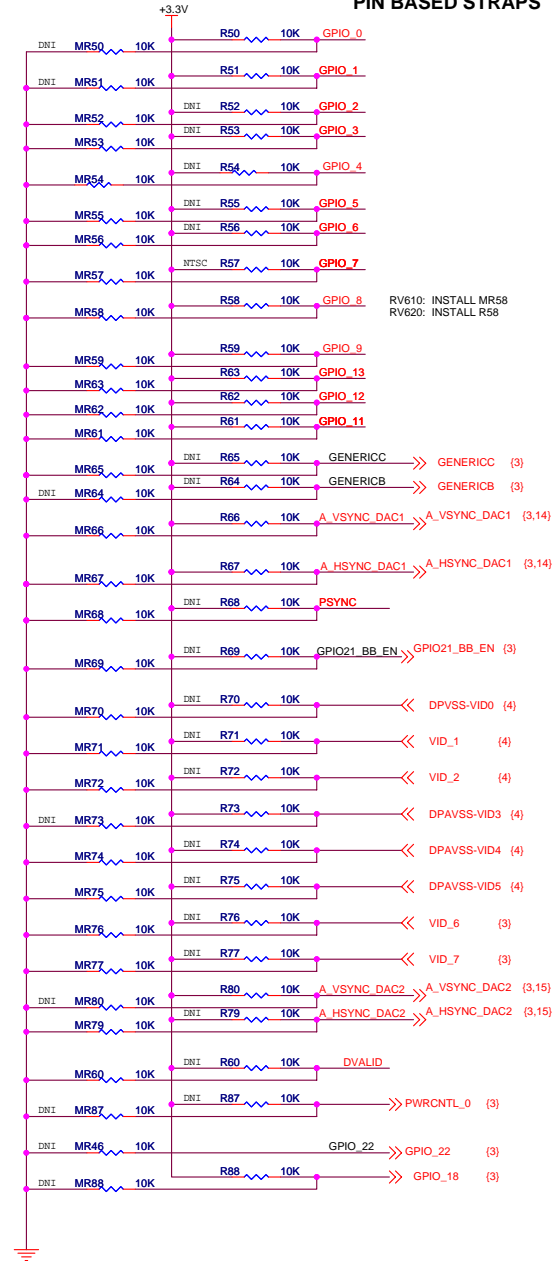 PIN BASED STRAPS
+3.3V
R50 10K GPIO_0
DNI MR50 10K
R51 10K GPIO_1
DNI MR51 10K
DNI R52 10K GPIO_2
MR52 10K
DNI R53 10K GPIO_3
MR53 10K
DNI R54 10K GPIO_4
MR54 10K
DNI R55 10K GPIO_5
MR55 10K
DNI R56 10K GPIO_6
MR56 10K
NTSC R57 10K GPIO_7
MR57 10K
R58 10K GPIO_8 RV610: INSTALL MR58
MR58 10K RV620: INSTALL R58
R59 10K GPIO_9
MR59 10K
R63 10K GPIO_13
MR63 10K
R62 10K GPIO_12
MR62 10K
R61 10K GPIO_11
MR61 10K
DNI R65 10K GENERICC GENERICC {3}
MR65 10K
DNI R64 10K GENERICB GENERICB {3}
DNI MR64 10K
R66 10K A_VSYNC_DAC1 A_VSYNC_DAC1 {3,14}
MR66 10K
R67 10K A_HSYNC_DAC1 A_HSYNC_DAC1 {3,14}
MR67 10K
DNI R68 10K PSYNC
MR68 10K
DNI R69 10K GPIO21_BB_EN GPIO21_BB_EN {3}
MR69 10K
DNI R70 10K DPVSS-VID0 {4}
MR70 10K
DNI R71 10K VID_1 {4}
MR71 10K
DNI R72 10K VID_2 {4}
MR72 10K
R73 10K DPAVSS-VID3 {4}
DNI MR73 10K
DNI R74 10K DPAVSS-VID4 {4}
MR74 10K
DNI R75 10K DPAVSS-VID5 {4}
MR75 10K
DNI R76 10K VID_6 {3}
MR76 10K
DNI R77 10K VID_7 {3}
MR77 10K
R80 10K A_VSYNC_DAC2 A_VSYNC_DAC2 {3,15}
DNI MR80 10K
DNI R79 10K A_HSYNC_DAC2 A_HSYNC_DAC2 {3,15}
MR79 10K
DNI R60 10K DVALID
MR60 10K
DNI R87 10K PWRCNTL_0 {3}
DNI MR87 10K
DNI MR46 10K GPIO_22 GPIO_22 {3}
R88 10K GPIO_18 {3}
DNI MR88 10K